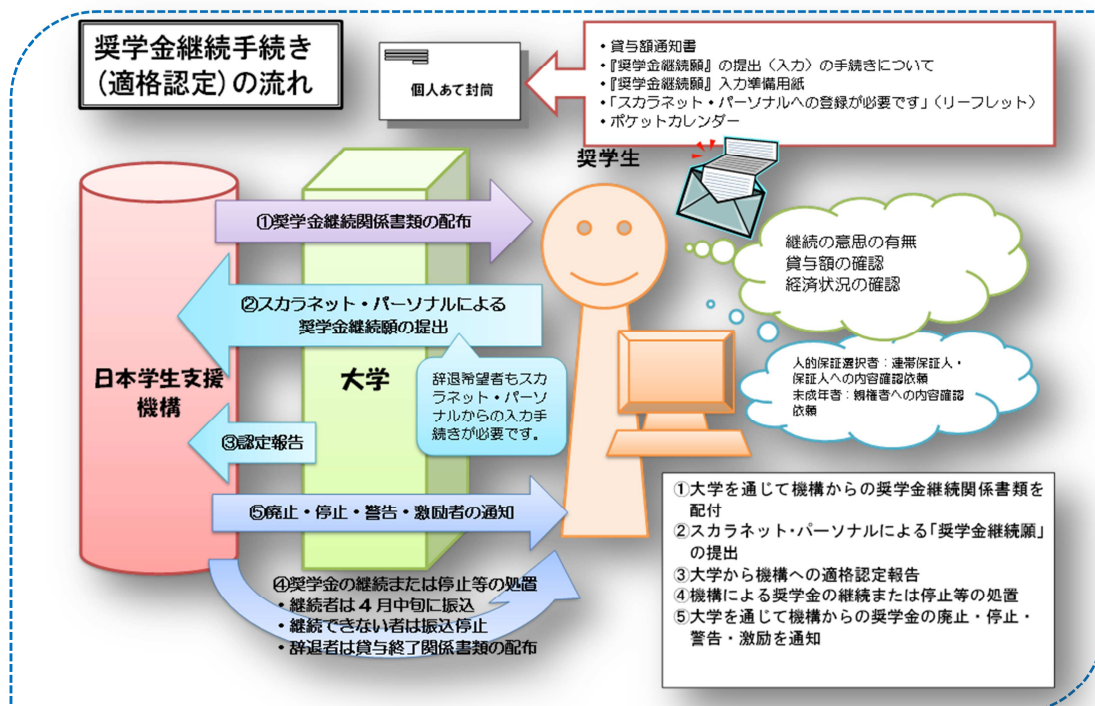 奨学金継続手続き
(適格認定)の流れ
個人あて封筒
・貸与額通知書
・『奨学金継続願』の提出(入力)の手続きについて
・『奨学金継続願』入力準備用紙
・「スカラネット・パーソナルへの登録が必要です」(リーフレット)
・ポケットカレンダー
奨学生
①奨学金継続関係書類の配布
継続の意思の有無
貸与額の確認
経済状況の確認
②スカラネット・パーソナルによる
奨学金継続願の提出
人的保証選択者:連帯保証人・
保証人への内容確認依頼
未成年者:親権者への内容確認
依頼
日本学生支援
機構
大学
辞退希望者もスカ
ラネット・パーソ
ナルからの入力手
続きが必要です。
③認定報告
⑤廃止・停止・警告・激励者の通知
④奨学金の継続または停止等の処置
・継続者は4月中旬に振込
・継続できない者は振込停止
・辞退者は貸与終了関係書類の配布
①大学を通じて機構からの奨学金継続関係書類を
配付
②スカラネット・パーソナルによる「奨学金継続願」
の提出
③大学から機構への適格認定報告
④機構による奨学金の継続または停止等の処置
⑤大学を通じて機構からの奨学金の廃止・停止・
警告・激励を通知